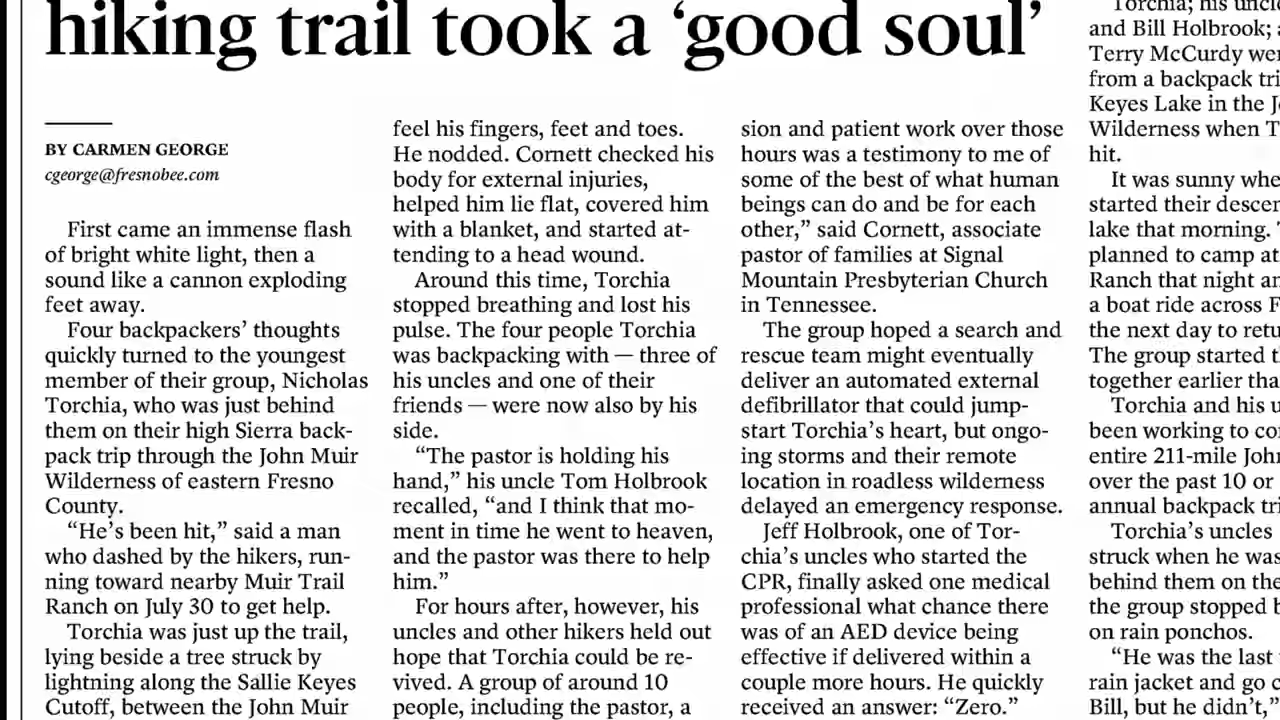 hiking trail took a ‘good soul’
BY CARMEN GEORGE
cgeorge@fresnobee.com
First came an immense flash
of bright white light, then a
sound like a cannon exploding
feet away.
Four backpackers’ thoughts
quickly turned to the youngest
member of their group, Nicholas
Torchia, who was just behind
them on their high Sierra back-
pack trip through the John Muir
Wilderness of eastern Fresno
County.
“He’s been hit,” said a man
who dashed by the hikers, run-
ning toward nearby Muir Trail
Ranch on July 30 to get help.
Torchia was just up the trail,
lying beside a tree struck by
lightning along the Sallie Keyes
Cutoff, between the John Muir
feel his fingers, feet and toes.
He nodded. Cornett checked his
body for external injuries,
helped him lie flat, covered him
with a blanket, and started at-
tending to a head wound.
Around this time, Torchia
stopped breathing and lost his
pulse. The four people Torchia
was backpacking with — three of
his uncles and one of their
friends — were now also by his
side.
“The pastor is holding his
hand,” his uncle Tom Holbrook
recalled, “and I think that mo-
ment in time he went to heaven,
and the pastor was there to help
him.”
For hours after, however, his
uncles and other hikers held out
hope that Torchia could be re-
vived. A group of around 10
people, including the pastor, a
sion and patient work over those
hours was a testimony to me of
some of the best of what human
beings can do and be for each
other,” said Cornett, associate
pastor of families at Signal
Mountain Presbyterian Church
in Tennessee.
The group hoped a search and
rescue team might eventually
deliver an automated external
defibrillator that could jump-
start Torchia’s heart, but ongo-
ing storms and their remote
location in roadless wilderness
delayed an emergency response.
Jeff Holbrook, one of Tor-
chia’s uncles who started the
CPR, finally asked one medical
professional what chance there
was of an AED device being
effective if delivered within a
couple more hours. He quickly
received an answer: “Zero.”
Torchia; his
and Bill Holbrook;
Terry McCurdy
from a backpack
Keyes Lake in the
Wilderness when
hit.
It was sunny
started their
lake that morning.
planned to camp at
Ranch that night
a boat ride across
the next day to
The group started
together earlier
Torchia and his
been working to
entire 211-mile
over the past 10 or
annual backpack
Torchia’s uncles
struck when he was
behind them on
the group stopped
on rain ponchos.
“He was the last
rain jacket and go
Bill, but he didn’t,”